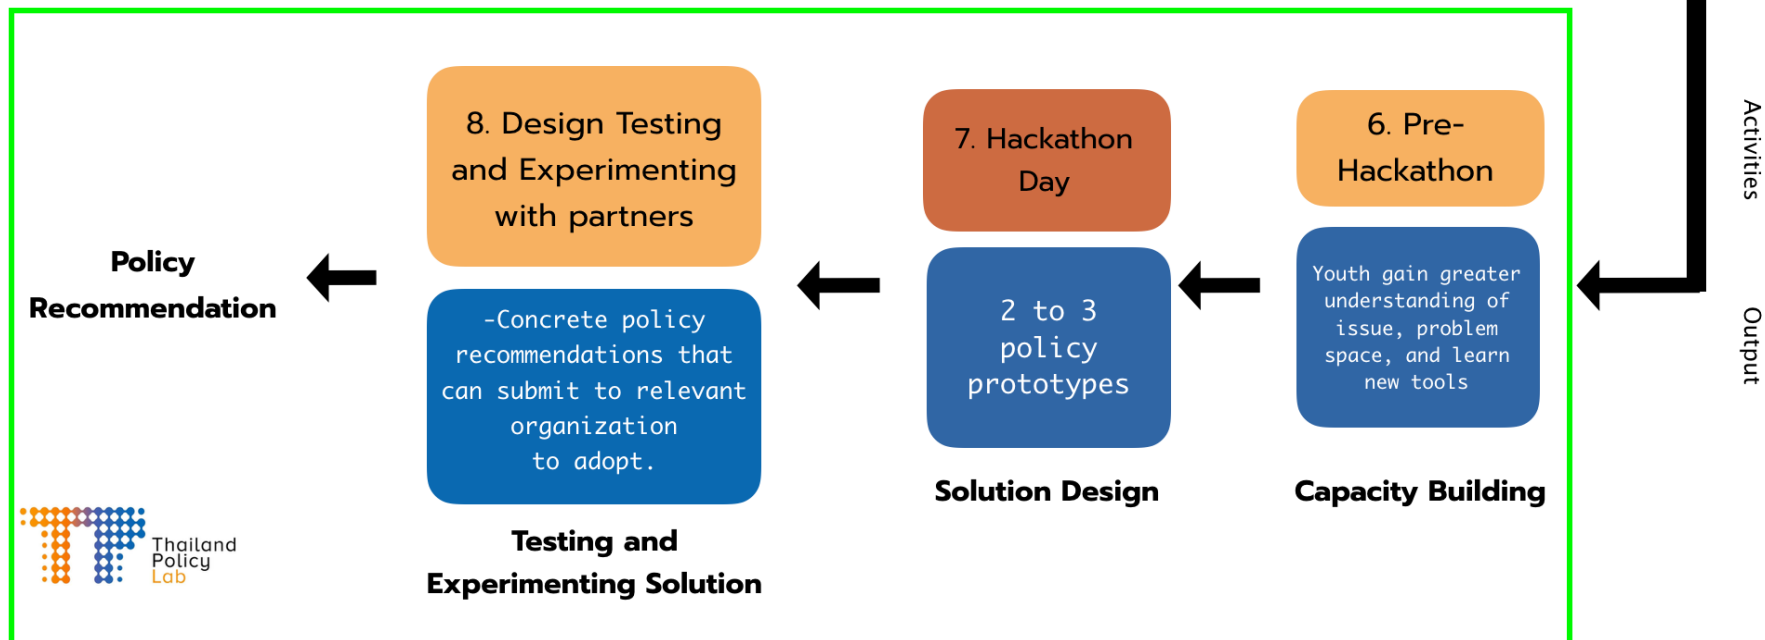 8. Design Testing
and Experimenting
with partners
7. Hackathon
Day
6. Pre-
Hackathon
Activities
Policy
Recommendation
-Concrete policy
recommendations that
can submit to relevant
organization
to adopt.
2 to 3
policy
prototypes
Youth gain greater
understanding of
issue, problem
space, and learn
new tools
Output
Testing and
Experimenting Solution
Solution Design
Capacity Building
TP
Thailand
Policy
Lab